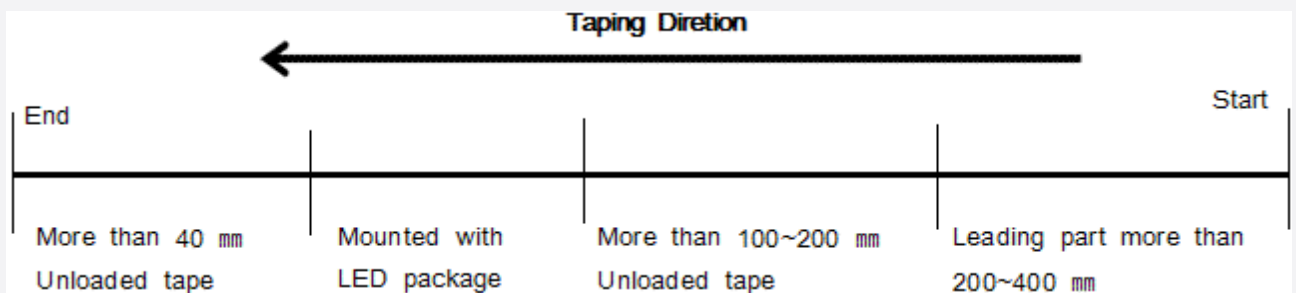 Taping Diretion
End
Start
More than 40 ㎜
Unloaded tape
Mounted with
LED package
More than 100~200 ㎜
Unloaded tape
Leading part more than
200~400 ㎜